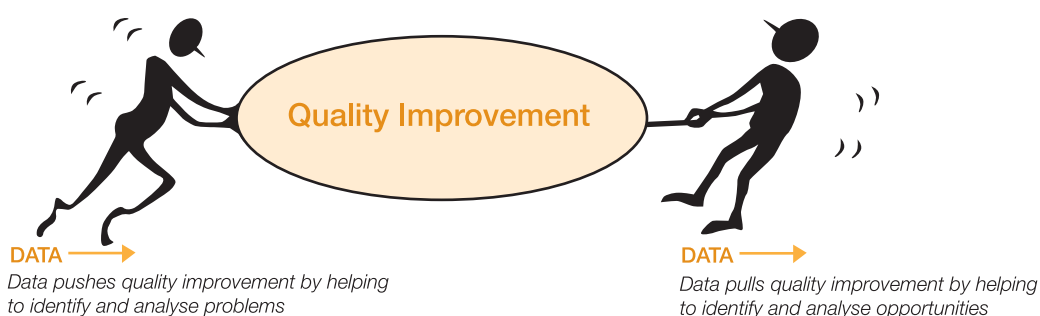 Quality Improvement
DATA
Data pushes quality improvement by helping
to identify and analyse problems
DATA
Data pulls quality improvement by helping
to identify and analyse opportunities